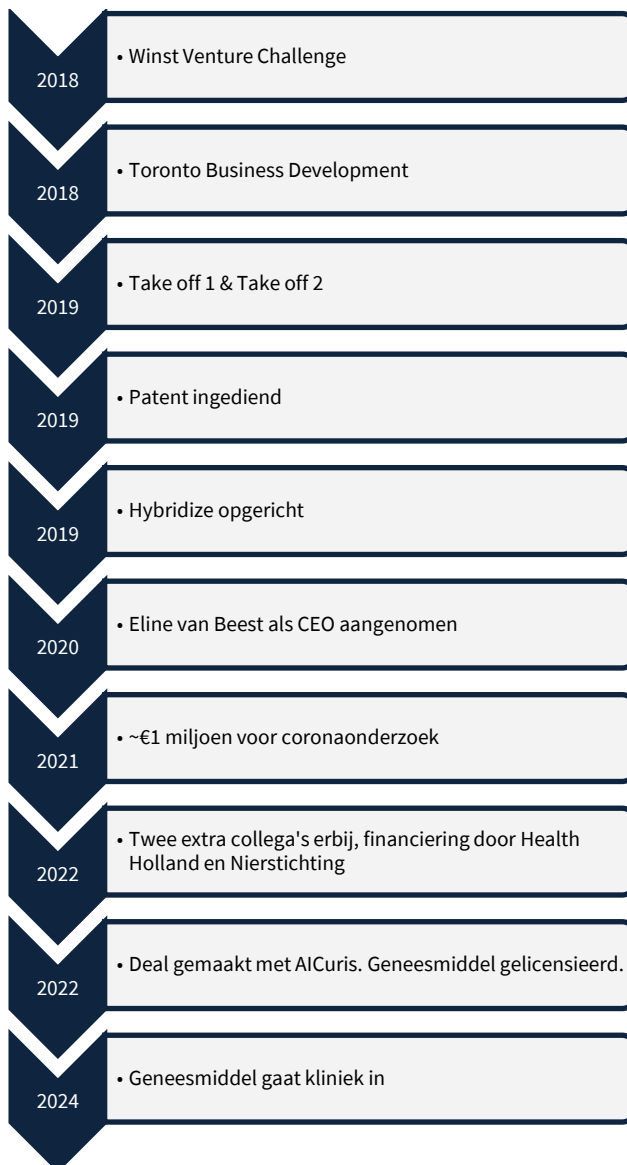 2018
• Winst Venture Challenge
2018
• Toronto Business Development
2019
• Take off 1 & Take off 2
2019
• Patent ingediend
2019
• Hybridize opgericht
2020
• Eline van Beest als CEO aangenomen
2021
• ~€1 miljoen voor coronaonderzoek
2022
• Twee extra collega's erbij, financiering door Health
Holland en Nierstichting
2022
• Deal gemaakt met AICuris. Geneesmiddel gelicensieerd.
2024
• Geneesmiddel gaat kliniek in